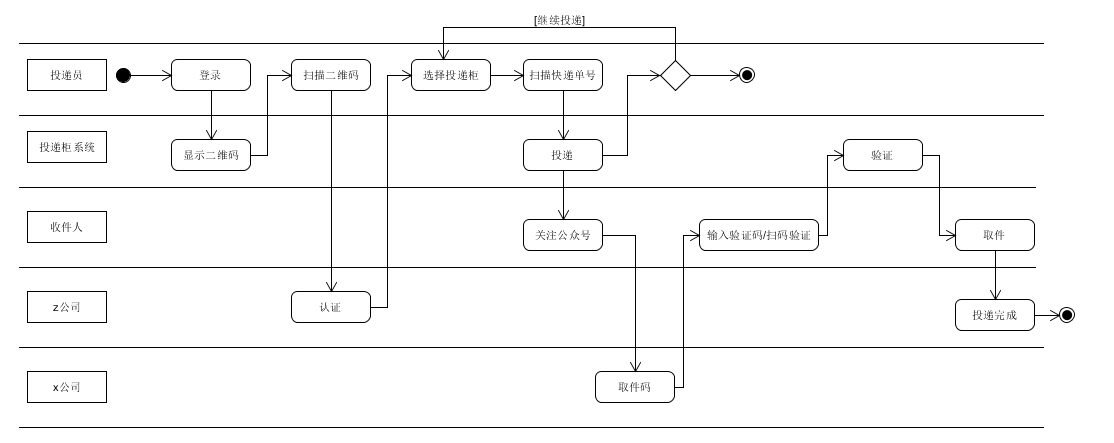 [继续投递]
投递员
登录
扫描二维码
选择投递柜
扫描快递单号
投递柜系统
显示二维码
投递
验证
收件人
关注公众号
输入验证码/扫码验证
取件
z公司
认证
投递完成
x公司
取件码